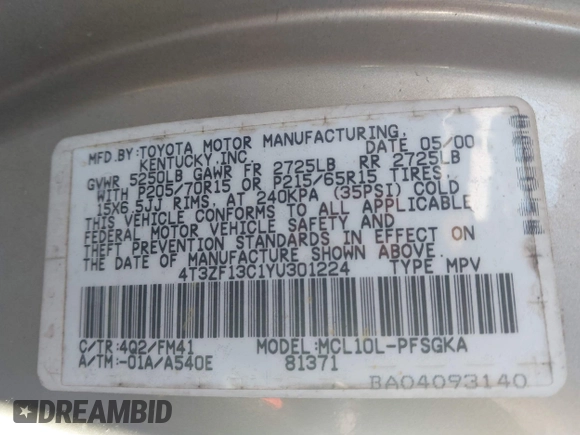 MFD.BY:TOYOTA MOTOR MANUFACTURING,
KENTUCKY,INC. DATE 05/00
GVWR 5250LB GAWR FR 2725LB RR 2725LB
WITH P205/70R15 OR P215/65R15 TIRES,
15X6.5JJ RIMS, AT 240KPA (35PSI) COLD
THIS VEHICLE CONFORMS TO ALL APPLICABLE
FEDERAL MOTOR VEHICLE SAFETY AND
THEFT PREVENTION STANDARDS IN EFFECT ON
THE DATE OF MANUFACTURE SHOWN ABOVE.
4T3ZF13C1YU301224 TYPE MPV
C/TR:4Q2/FM41 MODEL:MCL10L-PFSGKA
A/TM:-01A/A540E 81371
BA04093140
DREAMBID
COPARTMEMBID